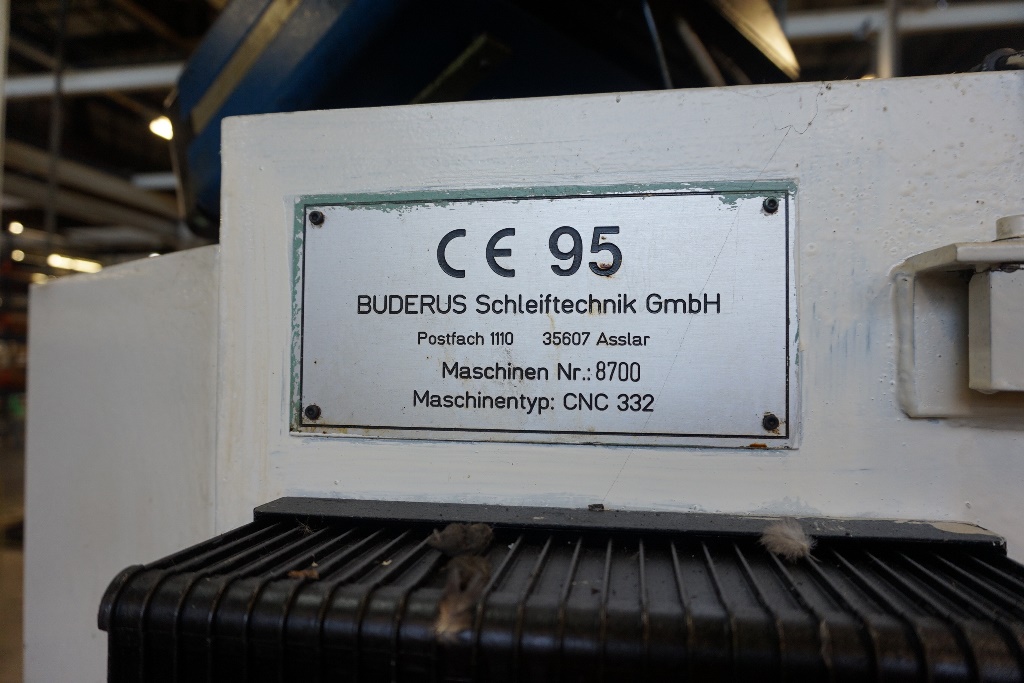 CE 95
BUDERUS Schleiftechnik GmbH
Postfach 1110 35607 Asslar
Maschinen Nr.: 8700
Maschinentyp: CNC 332